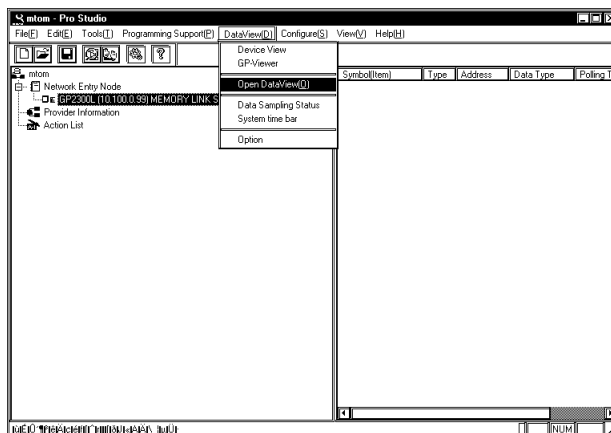 mtom - Pro Studio
File(F) Edit(E) Tools(T) Programming Support(P) DataView(D) Configure(S) View(V) Help(H)
Device View
GP-Viewer
Open DataView(O)
Data Sampling Status
System time bar
Option
mtom
Network Entry Node
GP2300L (10.100.0.99) MEMORY LINK S
Provider Information
Action List
Symbol(Item) Type Address Data Type Polling T
NUM